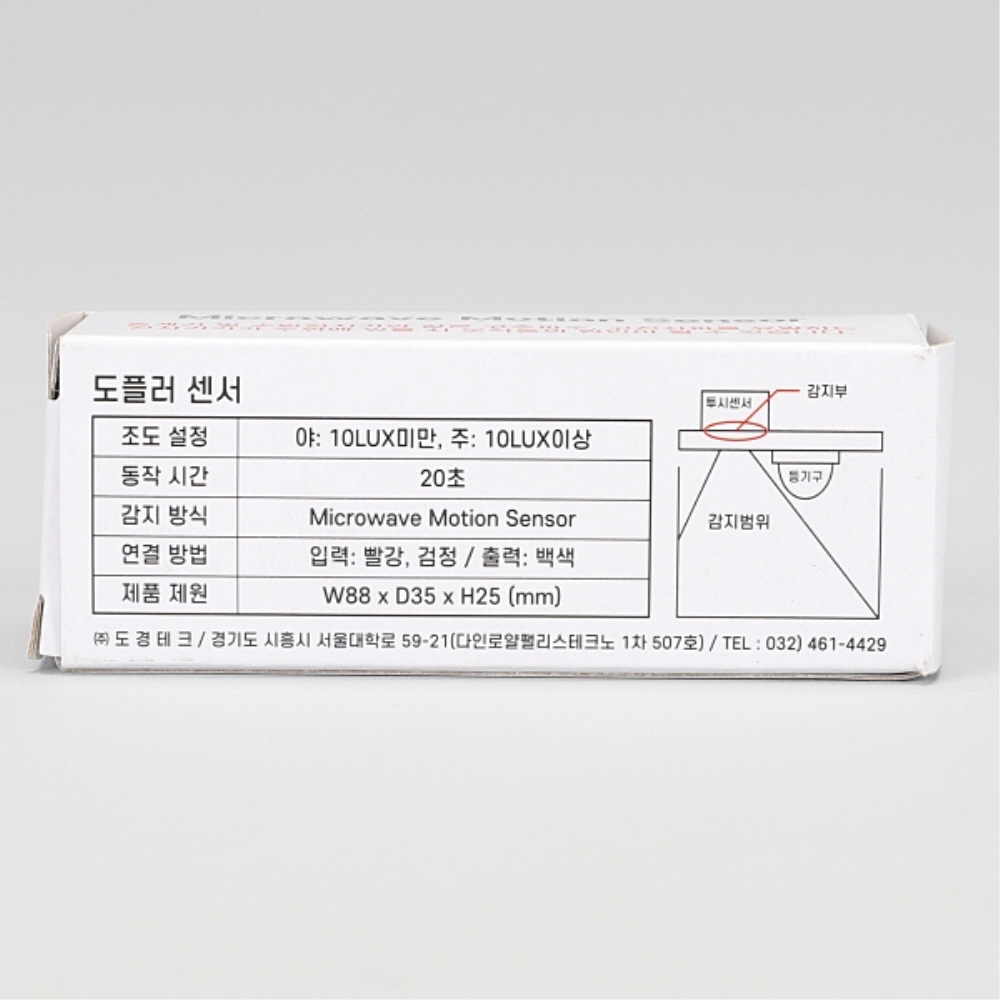 Microwave Motion Sensor
도플러 센서
조도 설정 야: 10LUX미만, 주: 10LUX이상
동작 시간 20초
감지 방식 Microwave Motion Sensor
연결 방법 입력: 빨강, 검정 / 출력: 백색
제품 제원 W88 x D35 x H25 (mm)
감지부
투시센서
등기구
감지범위
㈜ 도 경 테 크 / 경기도 시흥시 서울대학로 59-21(다인로얄팰리스테크노 1차 507호) / TEL : 032) 461-4429